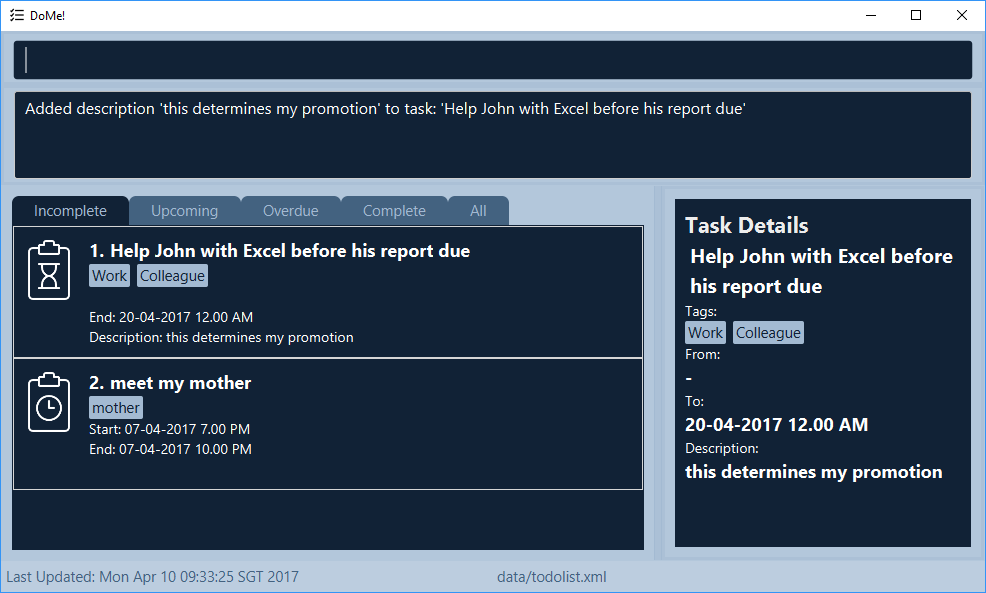 DoMe!
Added description 'this determines my promotion' to task: 'Help John with Excel before his report due'
Incomplete
Upcoming
Overdue
Complete
All
1. Help John with Excel before his report due
Work
Colleague
End: 20-04-2017 12.00 AM
Description: this determines my promotion
2. meet my mother
mother
Start: 07-04-2017 7.00 PM
End: 07-04-2017 10.00 PM
Task Details
Help John with Excel before
his report due
Tags:
Work
Colleague
From:
-
To:
20-04-2017 12.00 AM
Description:
this determines my promotion
Last Updated: Mon Apr 10 09:33:25 SGT 2017
data/todolist.xml